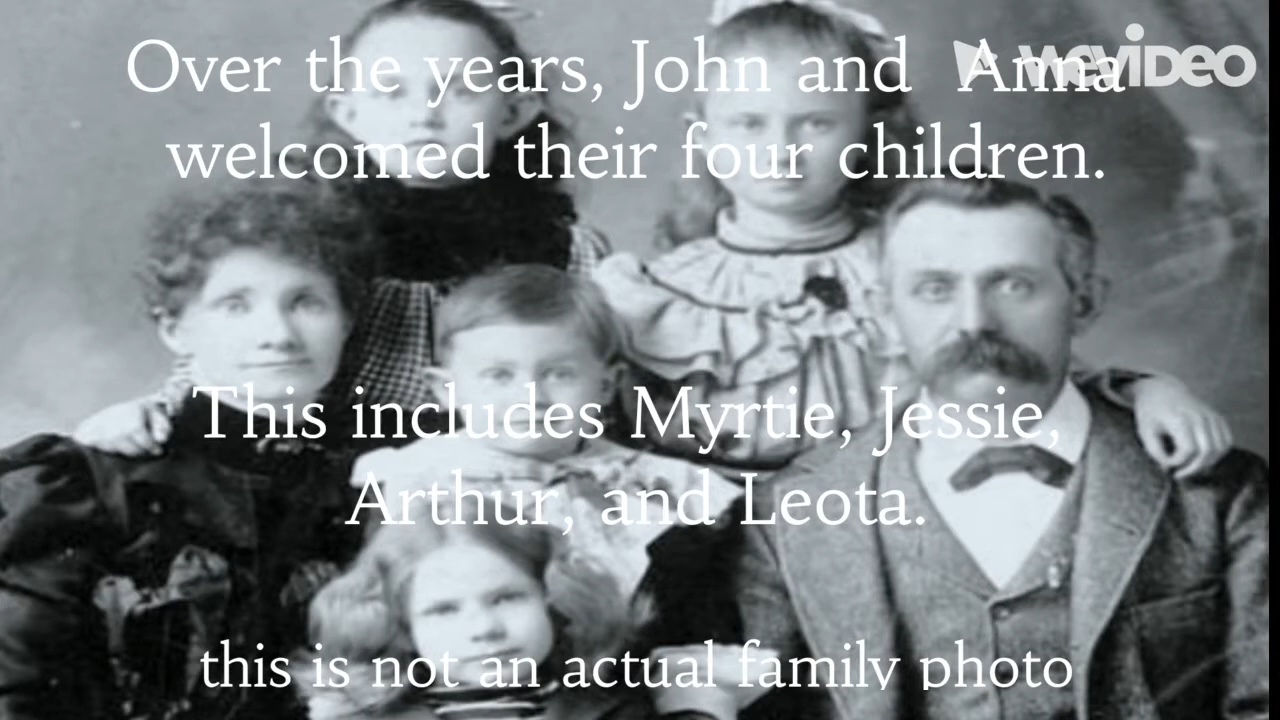 Over the years, John and Anna
wevideo
welcomed their four children.
This includes Myrtie, Jessie,
Arthur, and Leota.
this is not an actual family photo